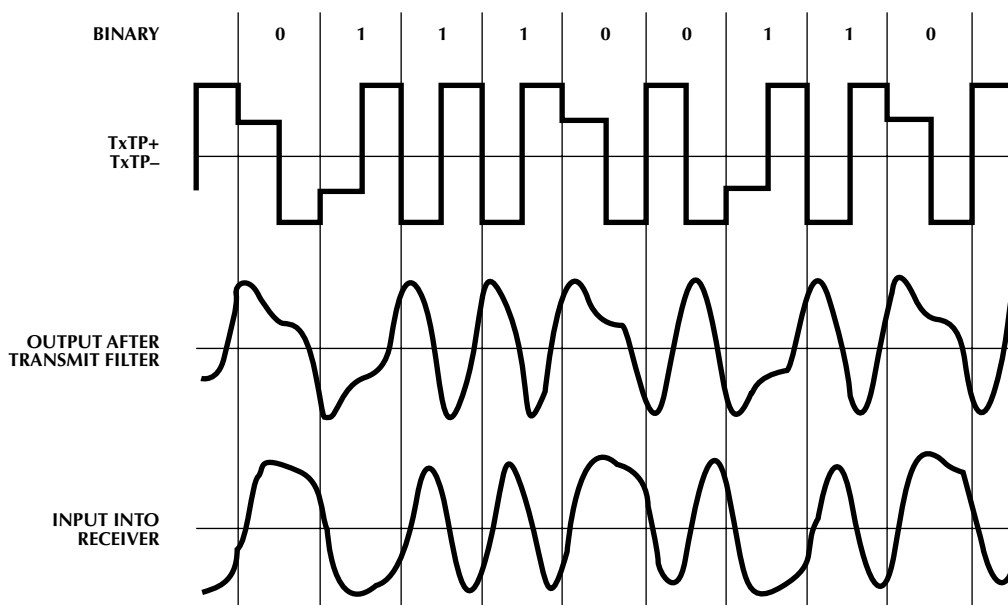 BINARY 0 1 1 1 0 0 1 1 0
TxTP+
TxTP–
OUTPUT AFTER
TRANSMIT FILTER
INPUT INTO
RECEIVER